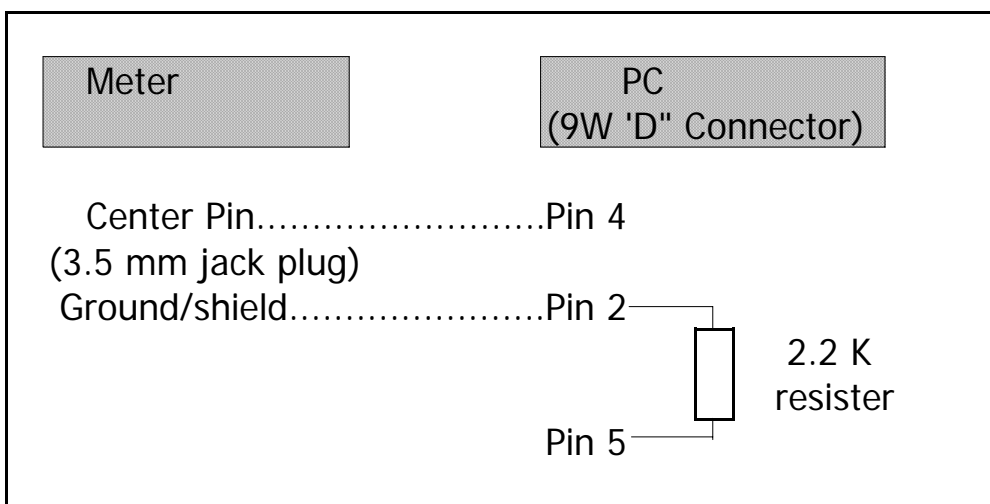 Meter
PC
(9W 'D" Connector)
Center Pin..........................Pin 4
(3.5 mm jack plug)
Ground/shield.......................Pin 2
2.2 K
resister
Pin 5